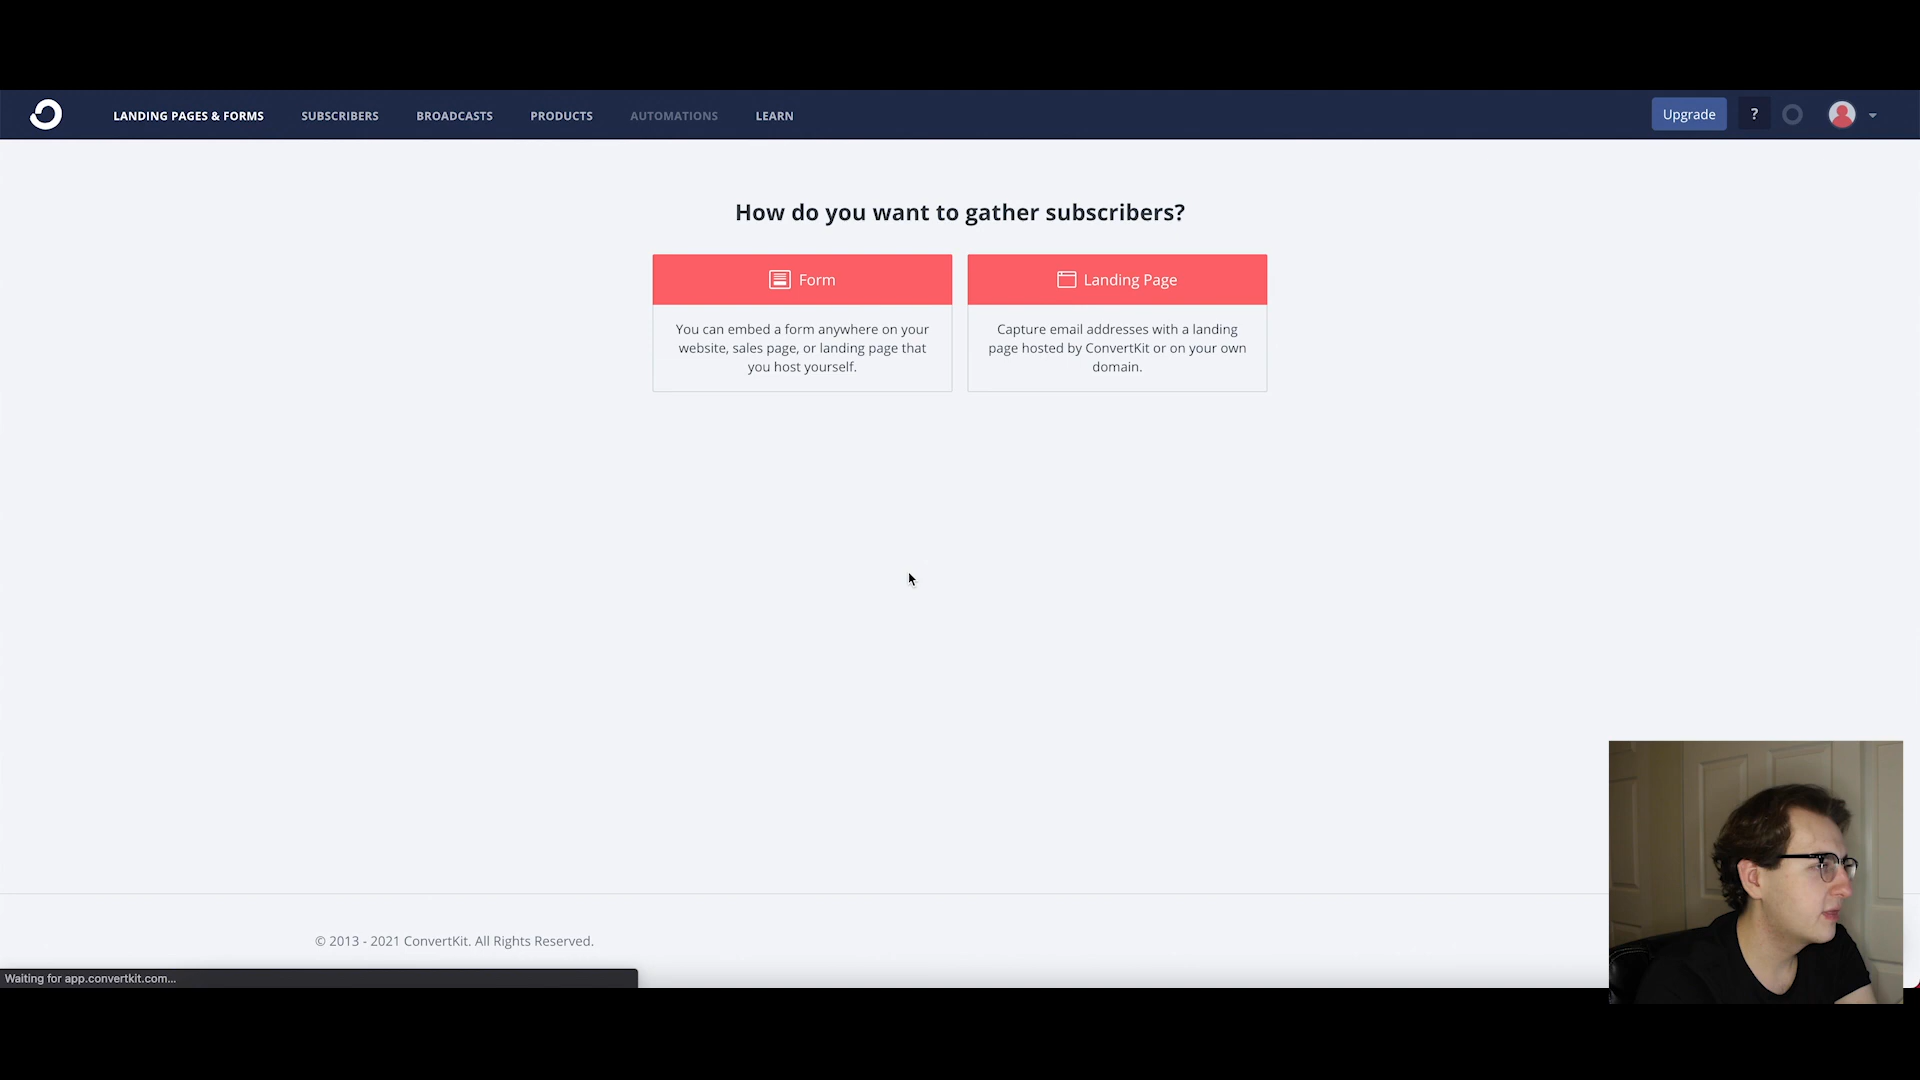 LANDING PAGES & FORMS SUBSCRIBERS BROADCASTS PRODUCTS AUTOMATIONS LEARN Upgrade ?
How do you want to gather subscribers?
Form
You can embed a form anywhere on your
website, sales page, or landing page that
you host yourself.
Landing Page
Capture email addresses with a landing
page hosted by ConvertKit or on your own
domain.
© 2013 - 2021 ConvertKit. All Rights Reserved.
Waiting for app.convertkit.com...